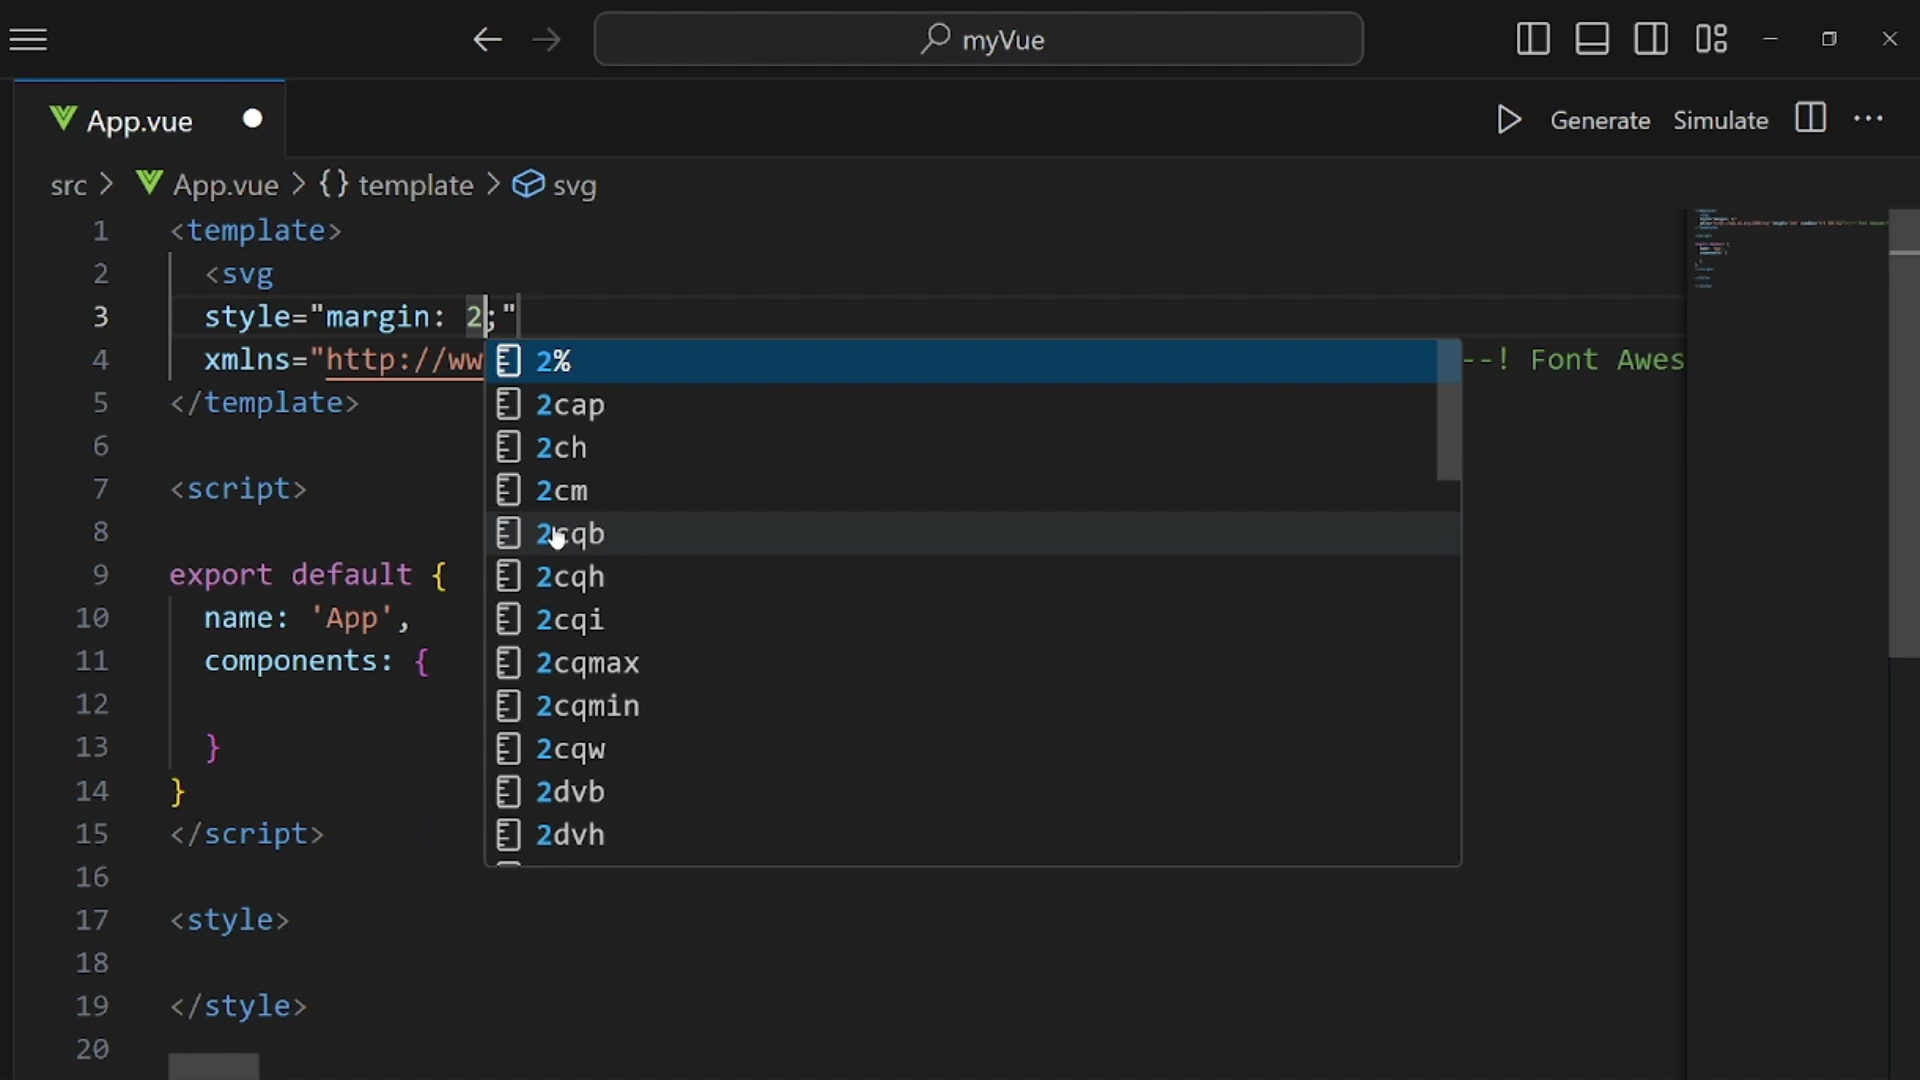 myVue
App.vue
Generate Simulate
src > App.vue > {} template > svg
1 <template>
2 <svg
3 style="margin: 2;"
4 xmlns="http://ww --! Font Awes
5 </template>
6
7 <script>
8
9 export default {
10 name: 'App',
11 components: {
12
13 }
14 }
15 </script>
16
17 <style>
18
19 </style>
20
2%
2cap
2ch
2cm
2cqb
2cqh
2cqi
2cqmax
2cqmin
2cqw
2dvb
2dvh